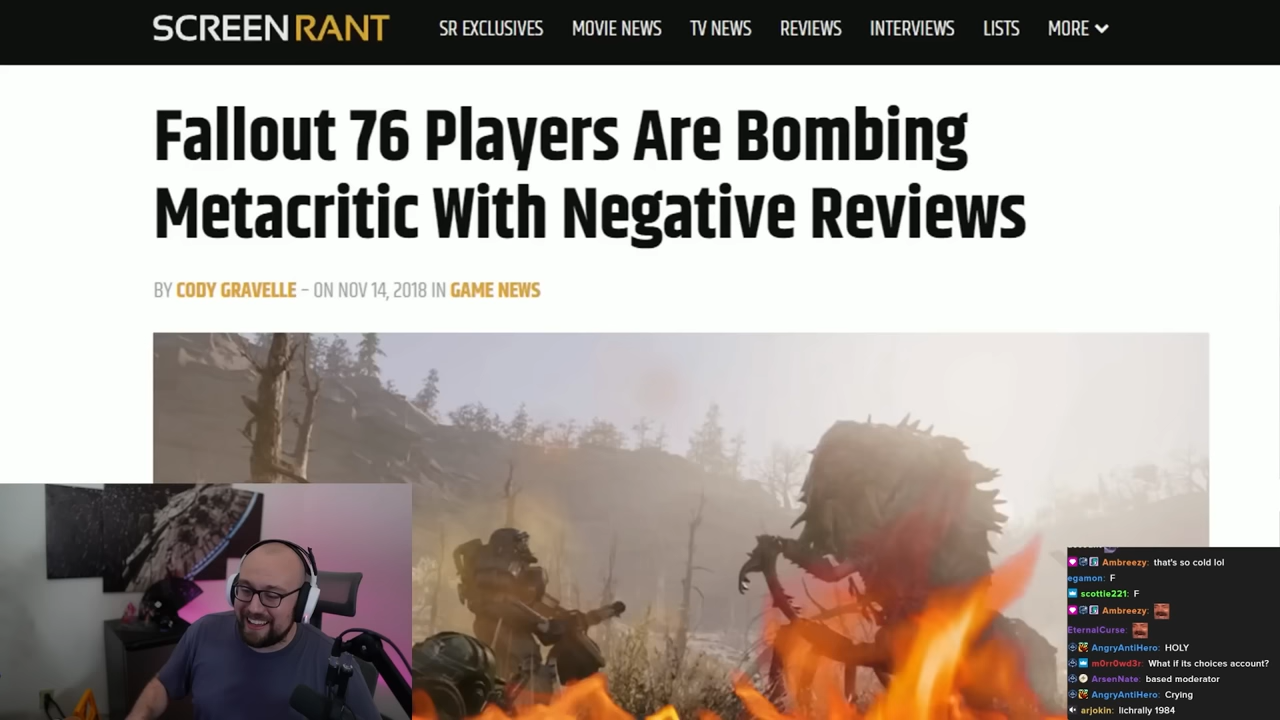 SCREENRANT SR EXCLUSIVES MOVIE NEWS TV NEWS REVIEWS INTERVIEWS LISTS MORE
Fallout 76 Players Are Bombing
Metacritic With Negative Reviews
BY CODY GRAVELLE – ON NOV 14, 2018 IN GAME NEWS
Ambreezy: that's so cold lol
egamon: F
scottie221: F
Ambreezy:
EternalCurse:
AngryAntiHero: HOLY
m0rr0wd3r: What if its choices account?
ArsenNate: based moderator
AngryAntiHero: Crying
arjokin: lichrally 1984